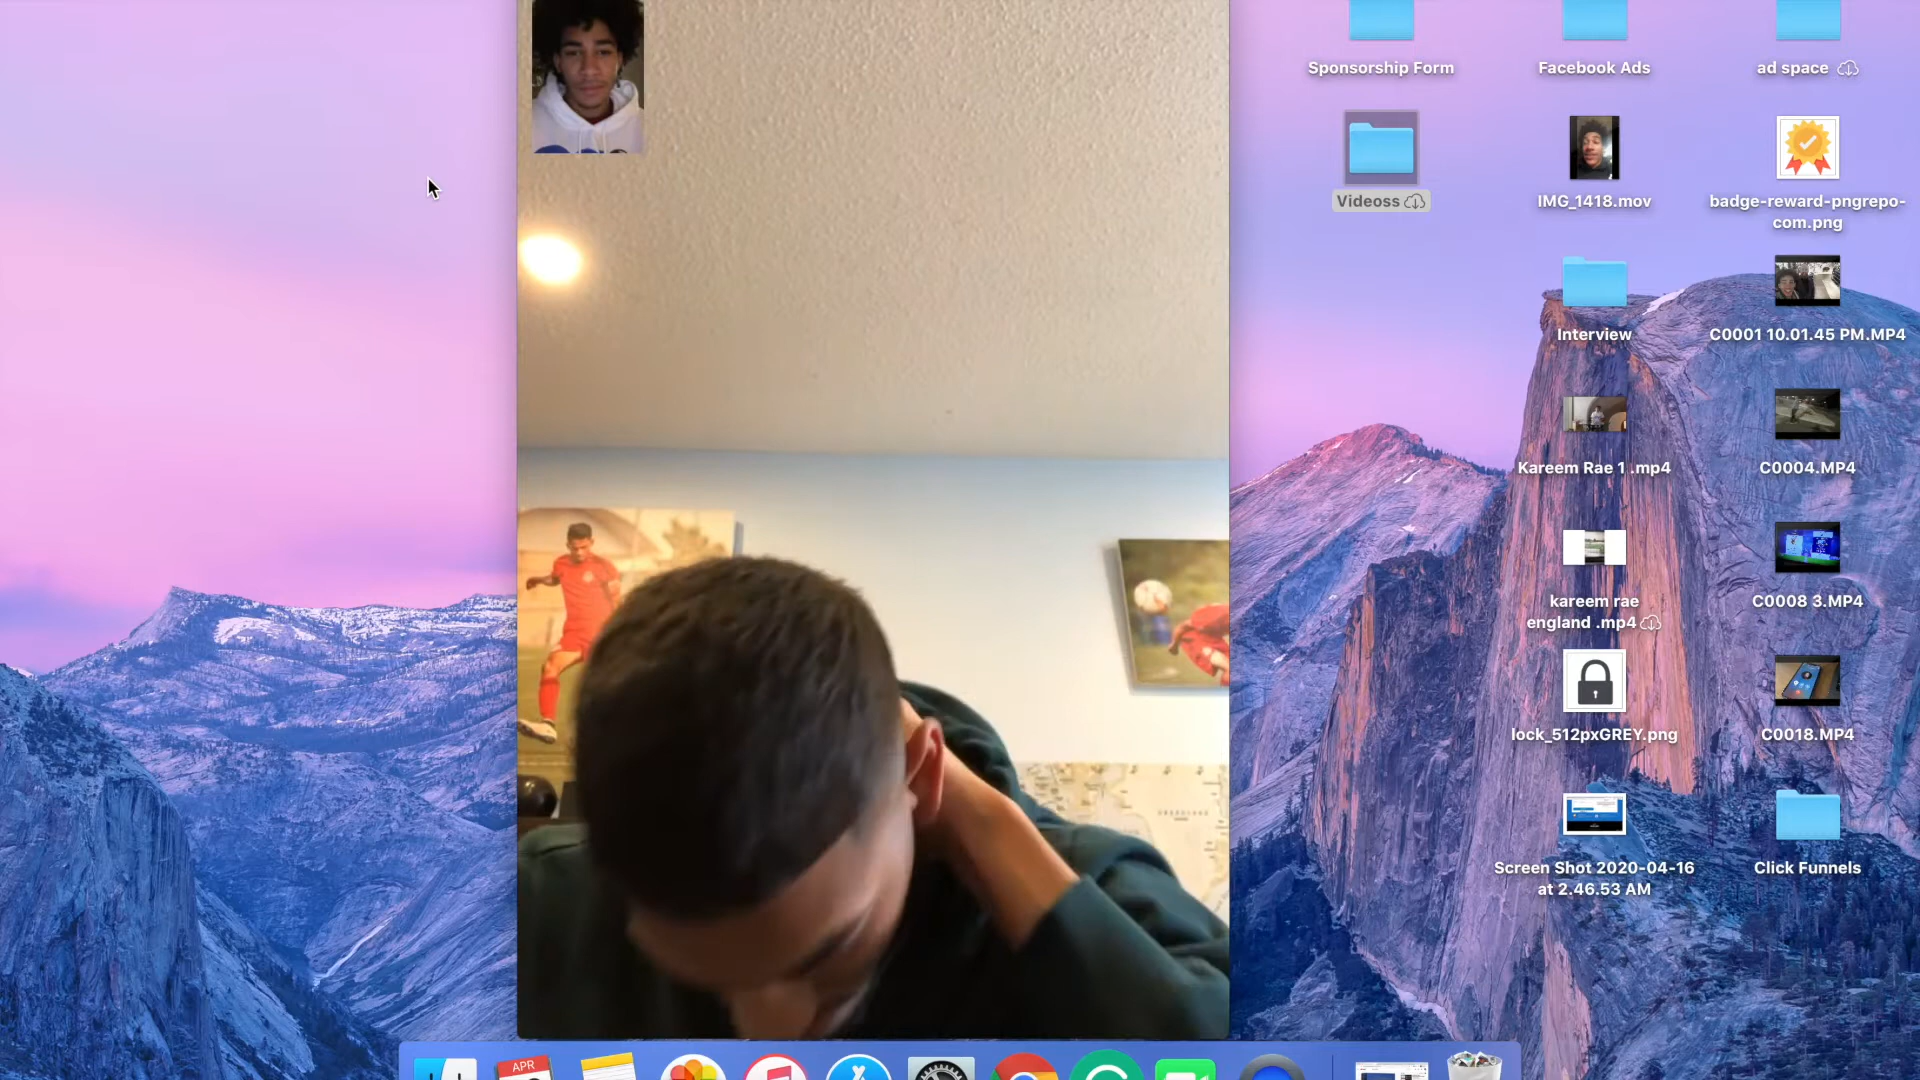 Sponsorship Form
Facebook Ads
ad space
Videoss
IMG_1418.mov
badge-reward-pngrepo-
com.png
Interview
C0001 10.01.45 PM.MP4
Kareem Rae 1 .mp4
C0004.MP4
kareem rae
england .mp4
C0008 3.MP4
lock_512pxGREY.png
C0018.MP4
Screen Shot 2020-04-16
at 2.46.53 AM
Click Funnels
APR